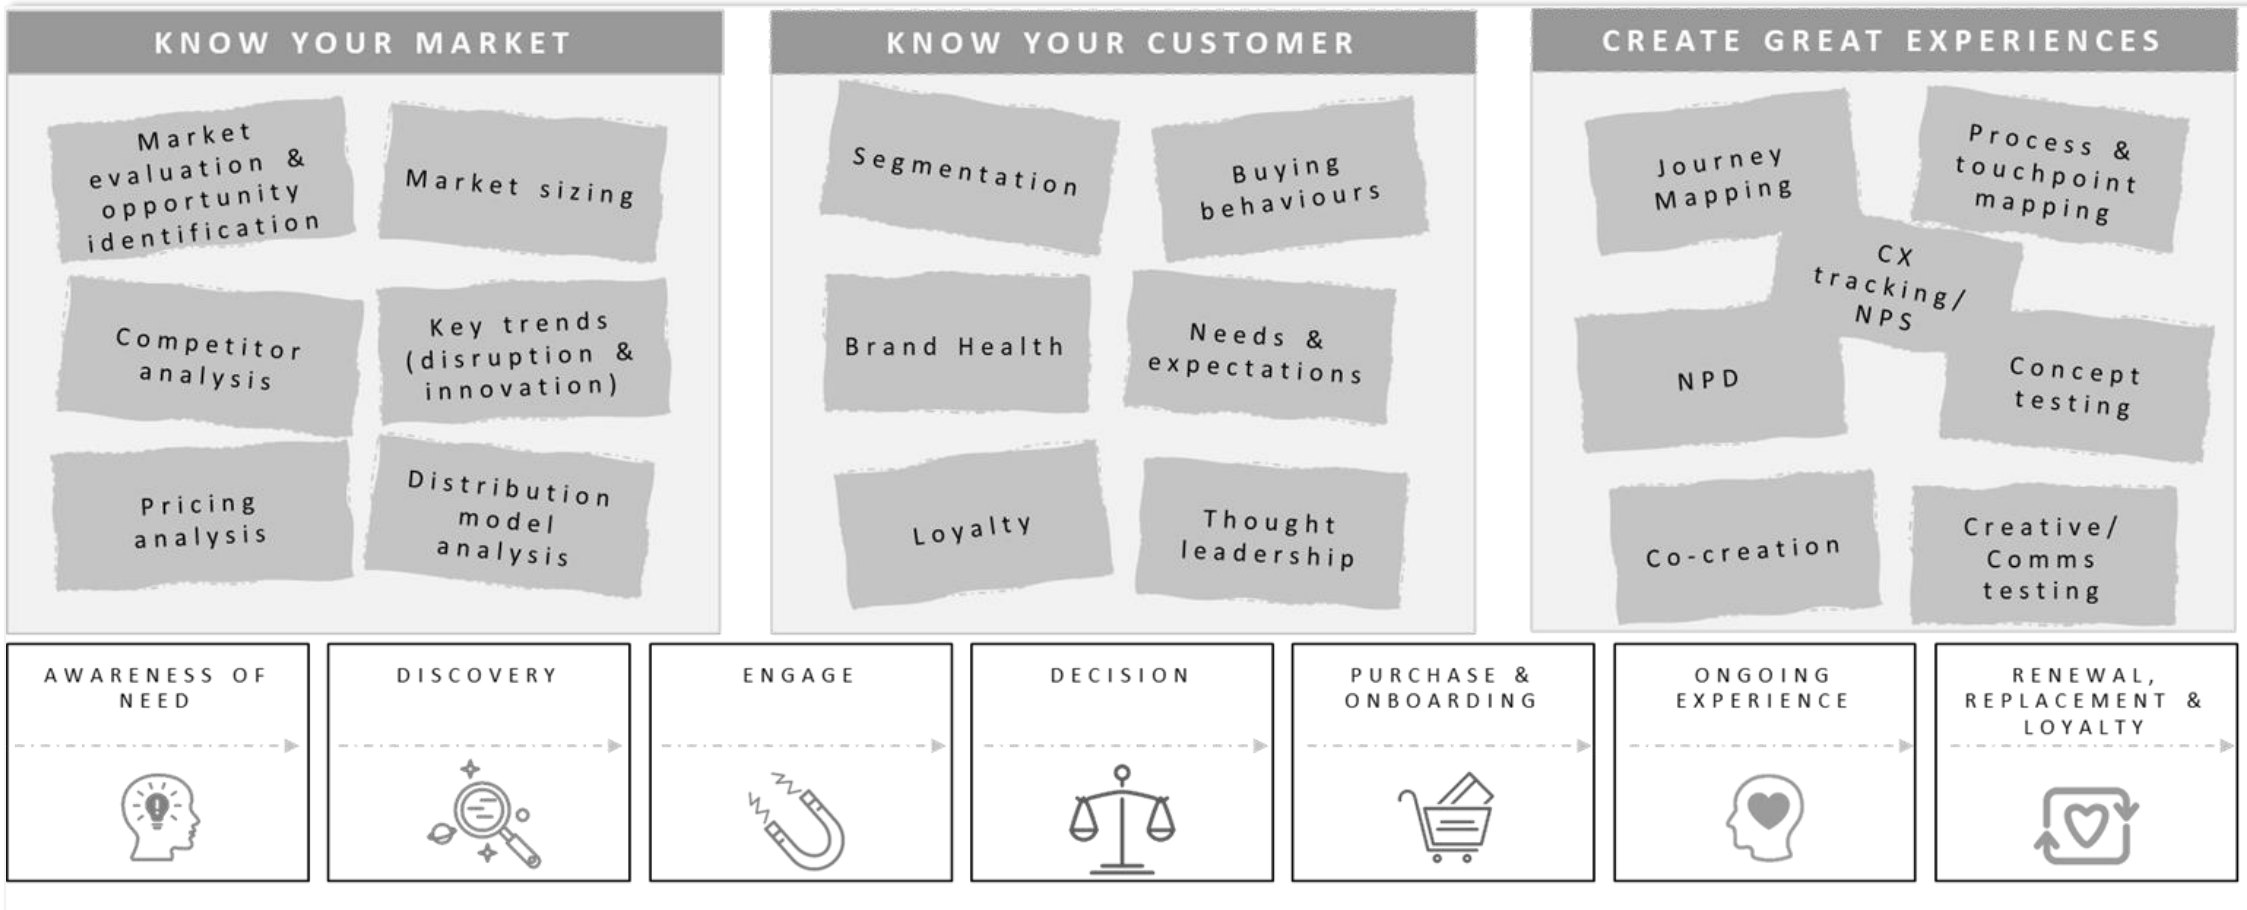 KNOW YOUR MARKET
Market
evaluation &
opportunity
identification
Market sizing
Competitor
analysis
Key trends
(disruption &
innovation)
Pricing
analysis
Distribution
model
analysis
KNOW YOUR CUSTOMER
Segmentation
Buying
behaviours
Brand Health
Needs &
expectations
Loyalty
Thought
leadership
CREATE GREAT EXPERIENCES
Journey
Mapping
Process &
touchpoint
mapping
CX
tracking/
NPS
NPD
Concept
testing
Co-creation
Creative/
Comms
testing
AWARENESS OF
NEED
DISCOVERY
ENGAGE
DECISION
PURCHASE &
ONBOARDING
ONGOING
EXPERIENCE
RENEWAL,
REPLACEMENT &
LOYALTY